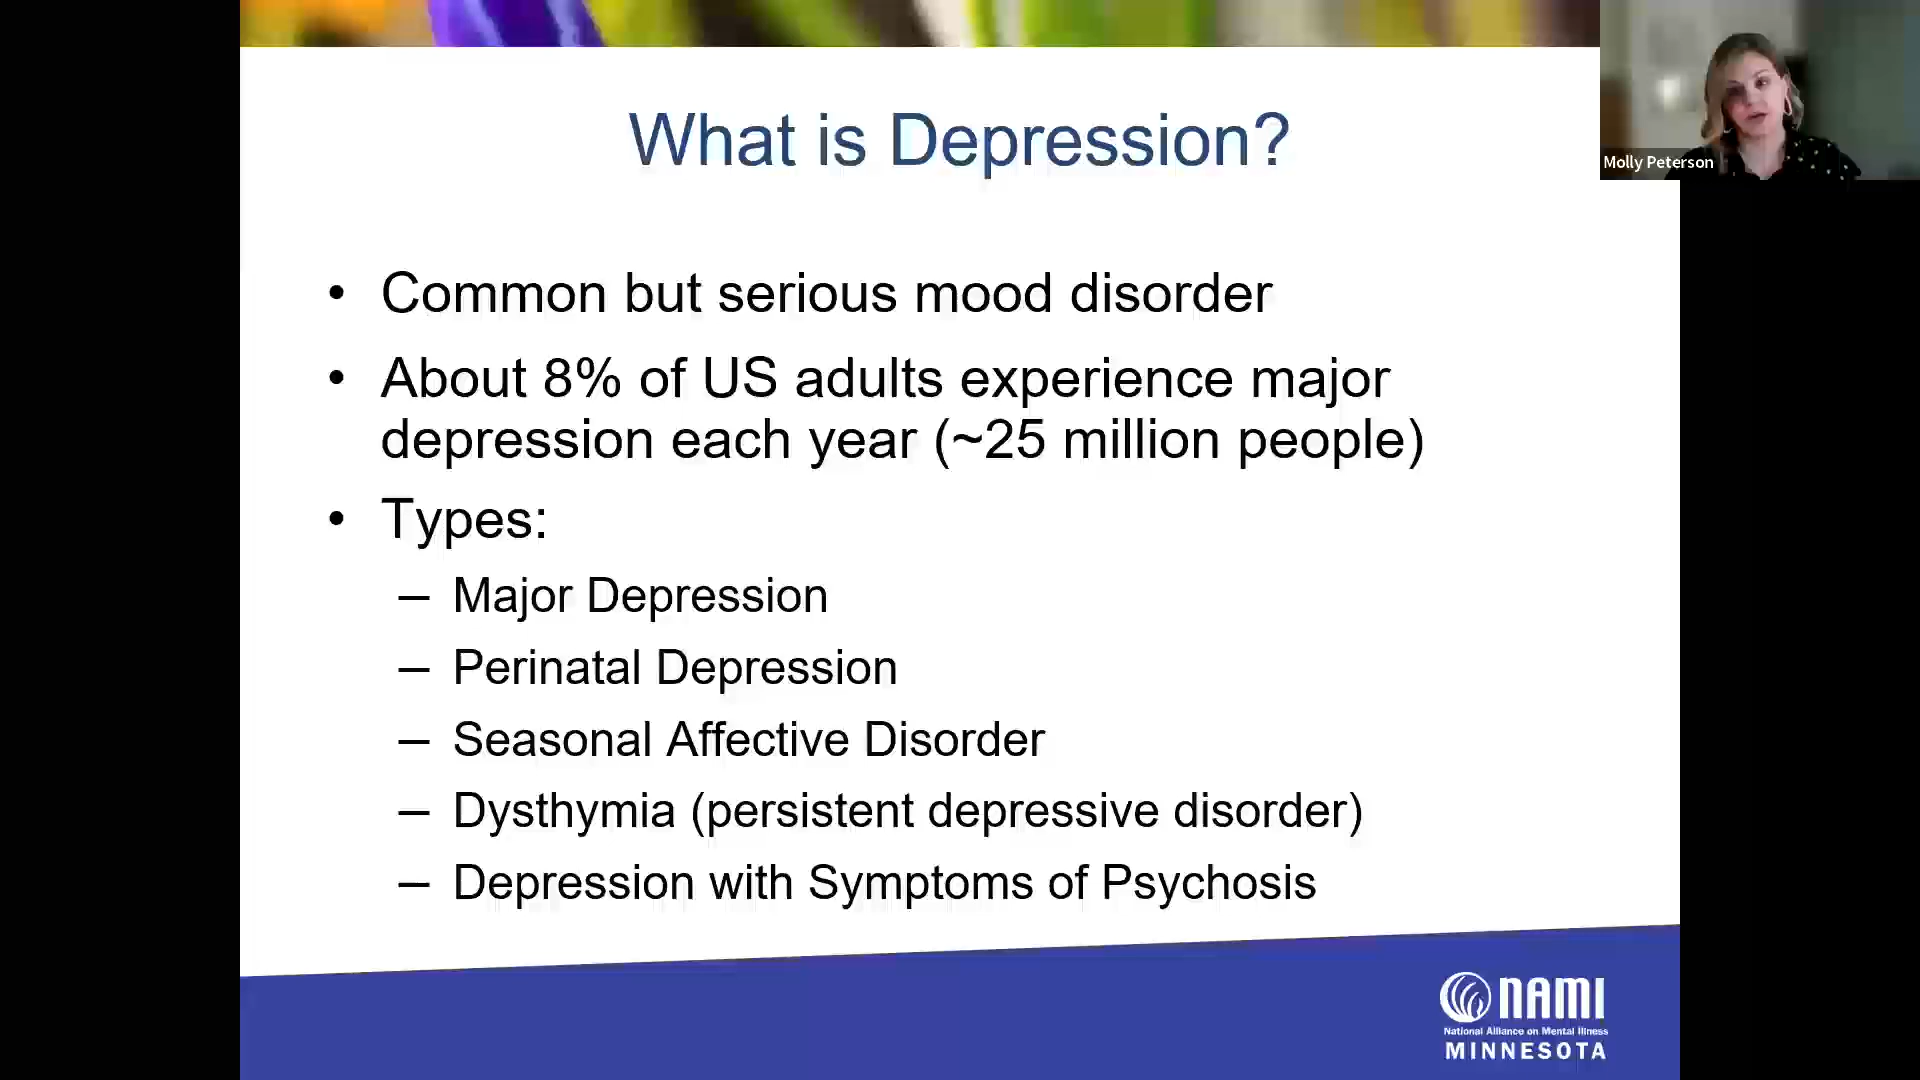 What is Depression?
Molly Peterson
• Common but serious mood disorder
• About 8% of US adults experience major
depression each year (~25 million people)
• Types:
– Major Depression
– Perinatal Depression
– Seasonal Affective Disorder
– Dysthymia (persistent depressive disorder)
– Depression with Symptoms of Psychosis
NAMI
National Alliance on Mental Illness
MINNESOTA